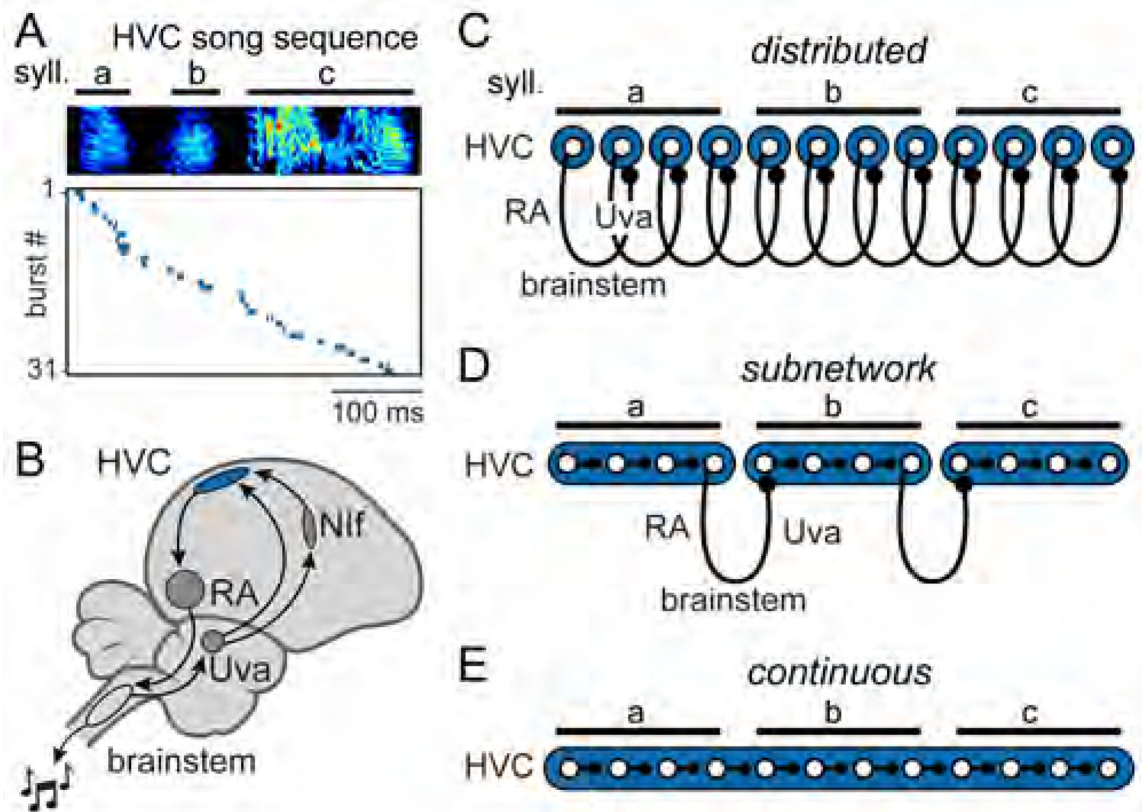 A
HVC song sequence
syll. a b c
1
burst #
31
100 ms
B
HVC
NIf
RA
Uva
brainstem
C
distributed
syll. a b c
HVC
RA
Uva
brainstem
D
subnetwork
a b c
HVC
RA
Uva
brainstem
E
continuous
a b c
HVC